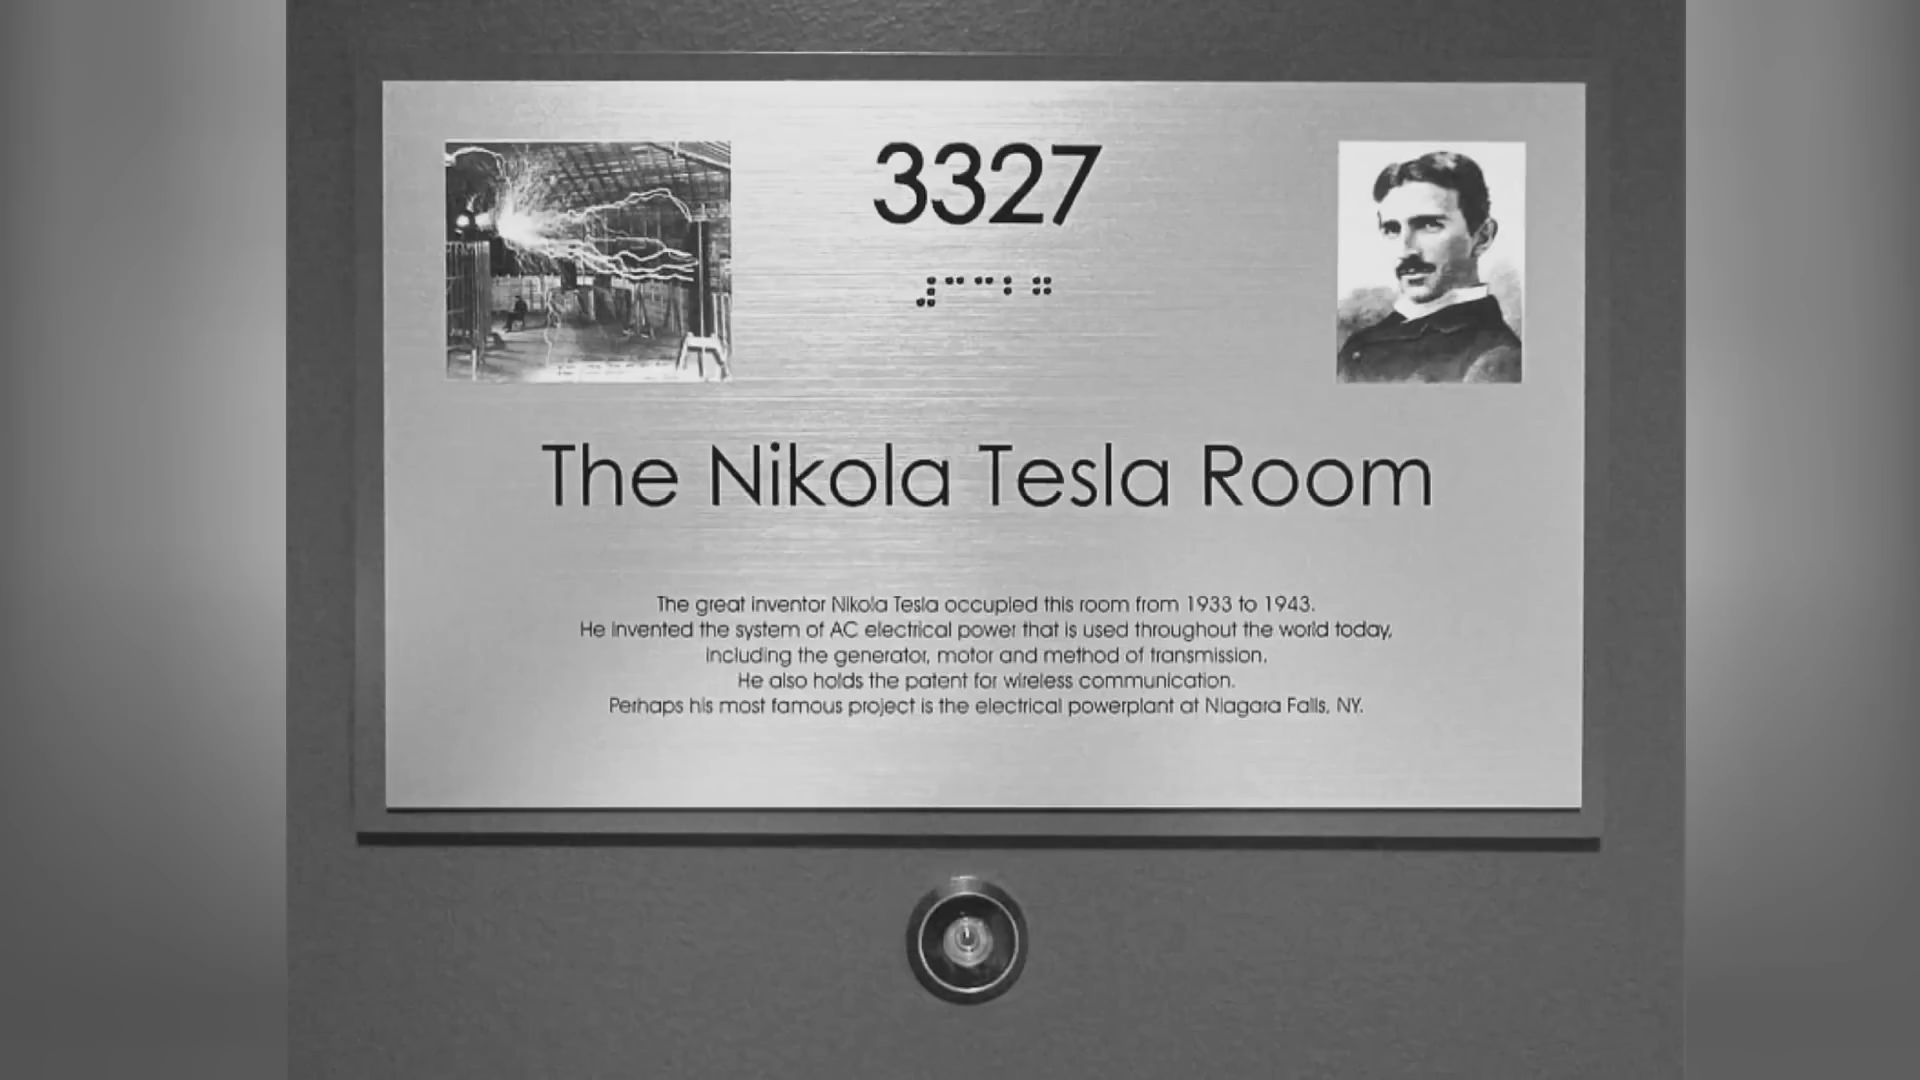 3327
⠼⠉⠉⠃⠛
The Nikola Tesla Room
The great inventor Nikola Tesla occupied this room from 1933 to 1943.
He invented the system of AC electrical power that is used throughout the world today,
including the generator, motor and method of transmission.
He also holds the patent for wireless communication.
Perhaps his most famous project is the electrical powerplant at Niagara Falls, NY.